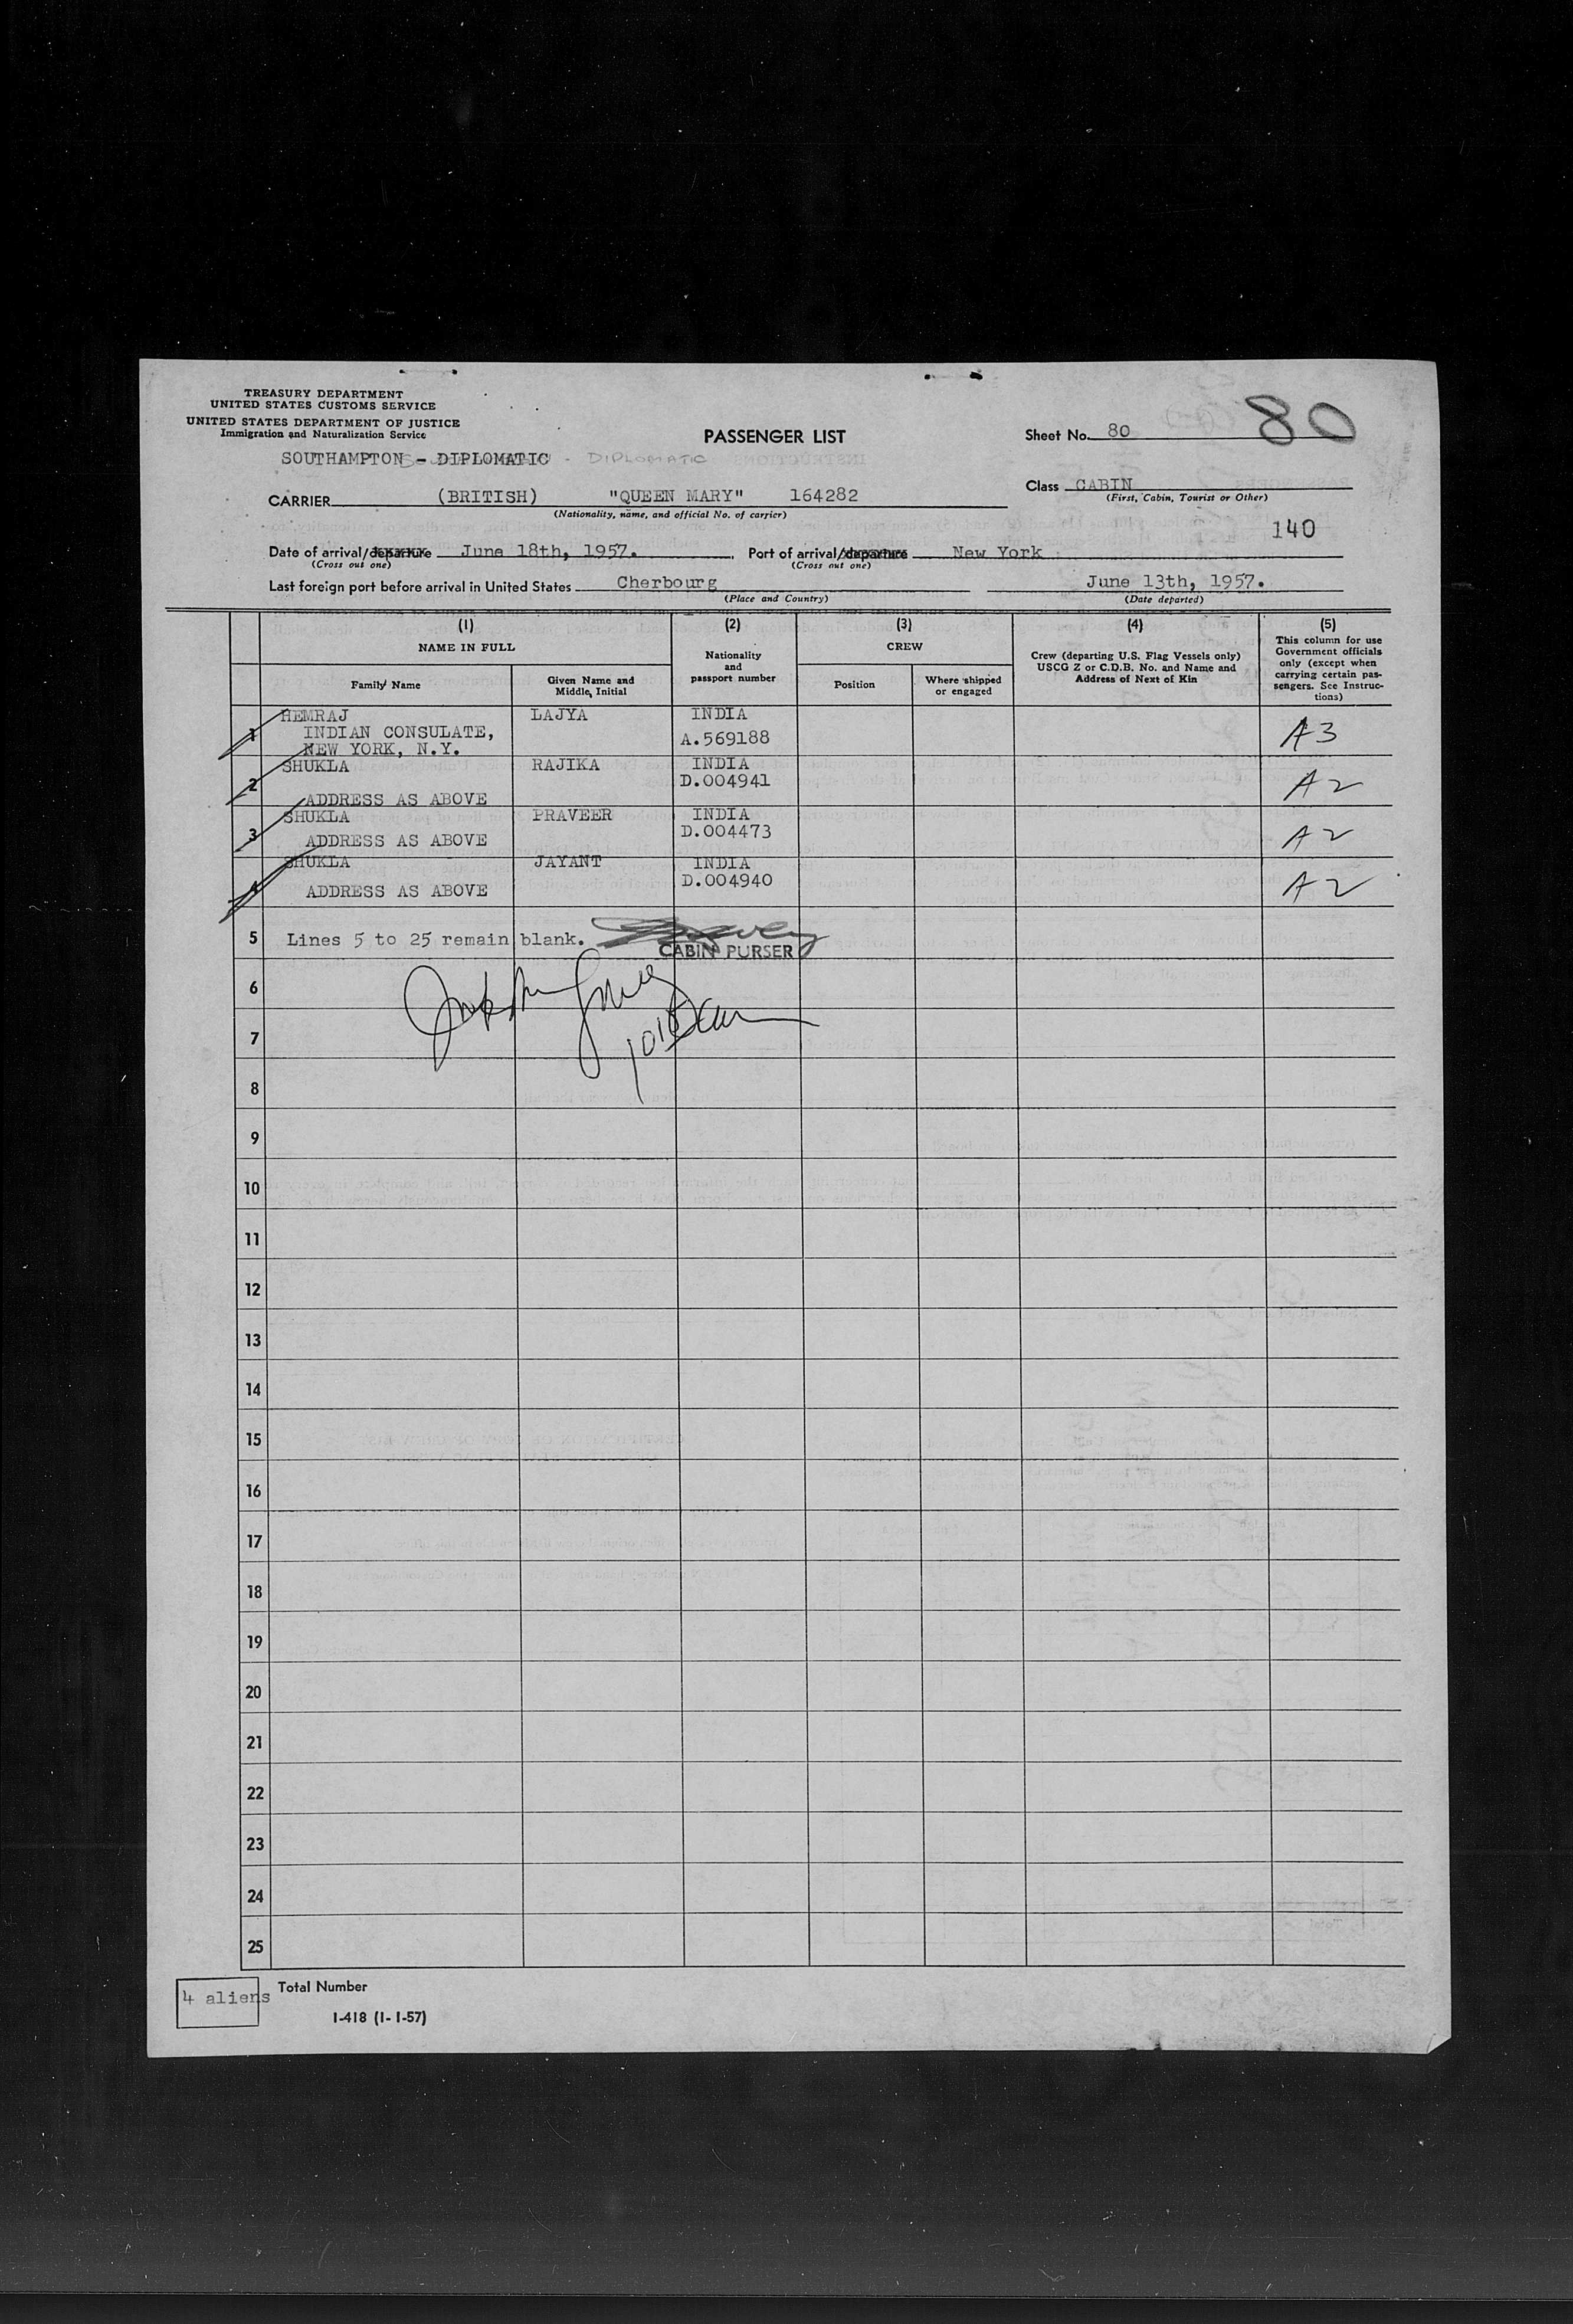 TREASURY DEPARTMENT
UNITED STATES CUSTOMS SERVICE
UNITED STATES DEPARTMENT OF JUSTICE
Immigration and Naturalization Service
PASSENGER LIST
Sheet No. 80
80
SOUTHAMPTON - DIPLOMATIC - DIPLOMATIC
CARRIER (BRITISH) "QUEEN MARY" 164282
(Nationality, name, and official No. of carrier)
Class CABIN
(First, Cabin, Tourist or Other)
140
Date of arrival/departure June 18th, 1957. Port of arrival/departure New York
(Cross out one) (Cross out one)
Last foreign port before arrival in United States Cherbourg June 13th, 1957.
(Place and Country) (Date departed)
(1) (2) (3) (4) (5)
NAME IN FULL
Family Name
Given Name and Middle, Initial
Nationality and passport number
CREW
Position
Where shipped or engaged
Crew (departing U.S. Flag Vessels only) USCG Z or C.D.B. No. and Name and Address of Next of Kin
This column for use Government officials only (except when carrying certain passengers. See Instructions)
1 HEMRAJ LAJYA INDIA
INDIAN CONSULATE, A.569188 A3
NEW YORK, N.Y.
2 SHUKLA RAJIKA INDIA
D.004941 A2
ADDRESS AS ABOVE
3 SHUKLA PRAVEER INDIA
ADDRESS AS ABOVE D.004473 A2
4 SHUKLA JAYANT INDIA
ADDRESS AS ABOVE D.004940 A2
5 Lines 5 to 25 remain blank.
CABIN PURSER
6
7
8
9
10
11
12
13
14
15
16
17
18
19
20
21
22
23
24
25
4 aliens Total Number
I-418 (1-1-57)